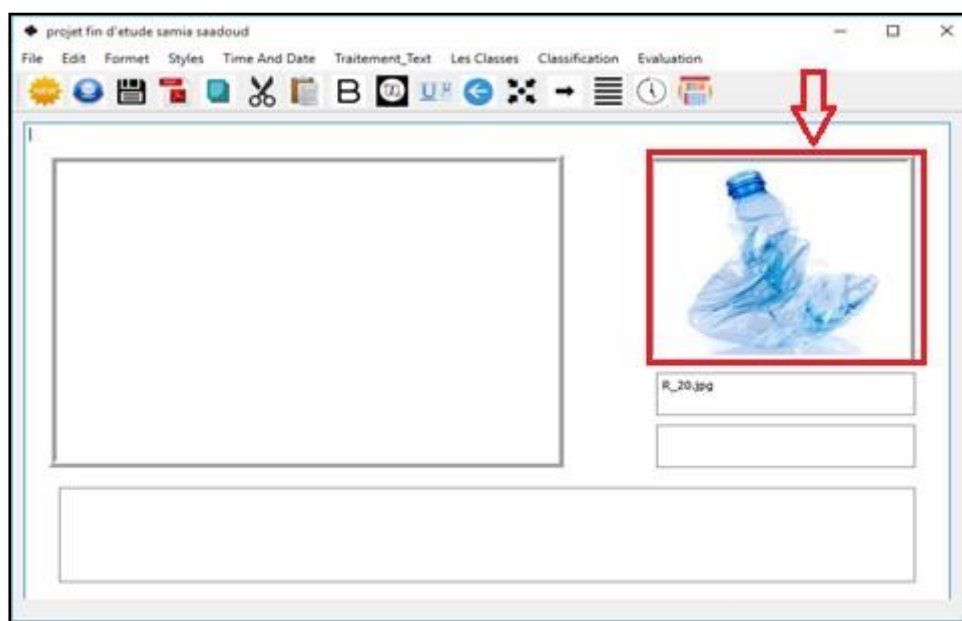 projet fin d'etude samia saadoud
File Edit Formet Styles Time And Date Traitement_Text Les Classes Classification Evaluation
B U
R_20.jpg